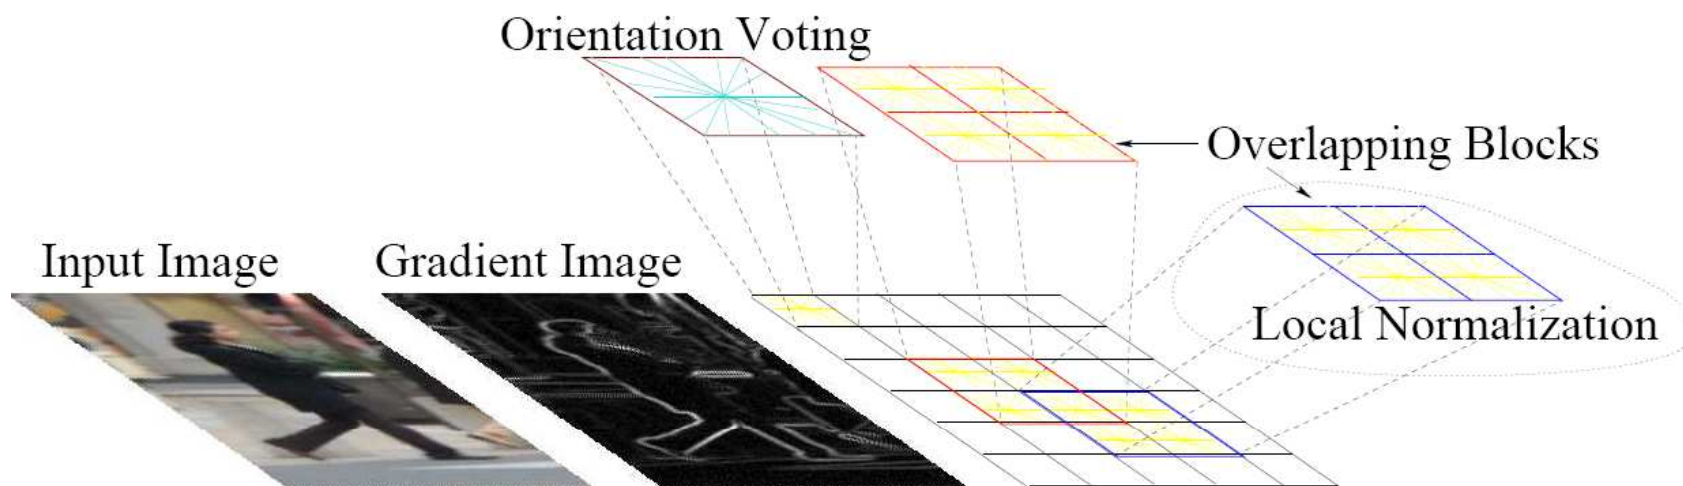 Orientation Voting
Overlapping Blocks
Input Image
Gradient Image
Local Normalization